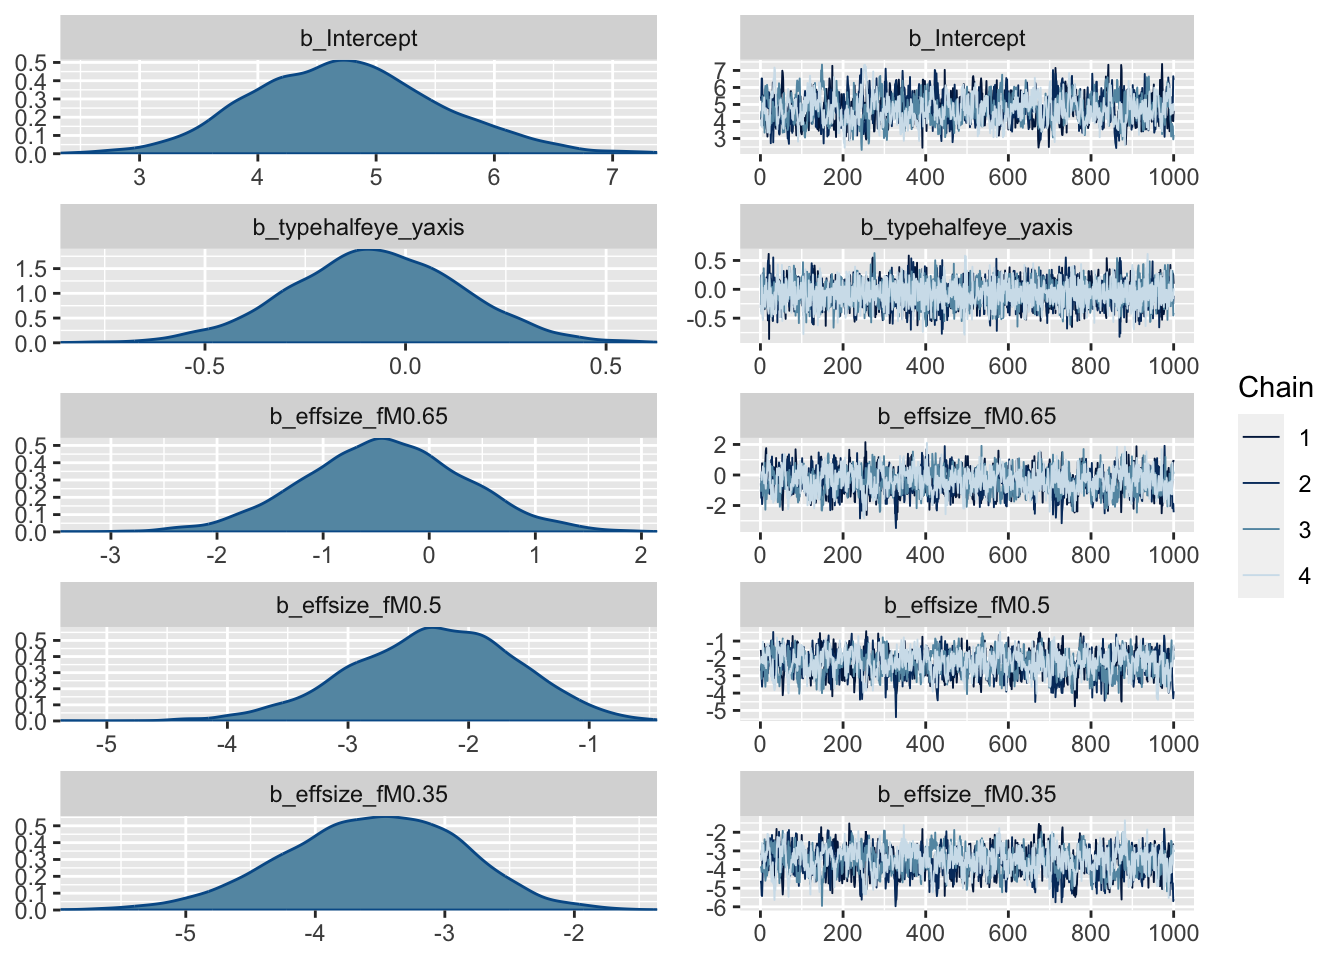 b_Intercept
0.5
0.4
0.3
0.2
0.1
0.0
3 4 5 6 7
b_Intercept
7
6
5
4
3
0 200 400 600 800 1000
b_typehalfeye_yaxis
1.5
1.0
0.5
0.0
-0.5 0.0 0.5
b_typehalfeye_yaxis
0.5
0.0
-0.5
0 200 400 600 800 1000
b_effsize_fM0.65
0.5
0.4
0.3
0.2
0.1
0.0
-3 -2 -1 0 1 2
b_effsize_fM0.65
2
0
-2
0 200 400 600 800 1000
b_effsize_fM0.5
0.5
0.4
0.3
0.2
0.1
0.0
-5 -4 -3 -2 -1
b_effsize_fM0.5
-1
-2
-3
-4
-5
0 200 400 600 800 1000
b_effsize_fM0.35
0.5
0.4
0.3
0.2
0.1
0.0
-5 -4 -3 -2
b_effsize_fM0.35
-2
-3
-4
-5
-6
0 200 400 600 800 1000
Chain
1
2
3
4